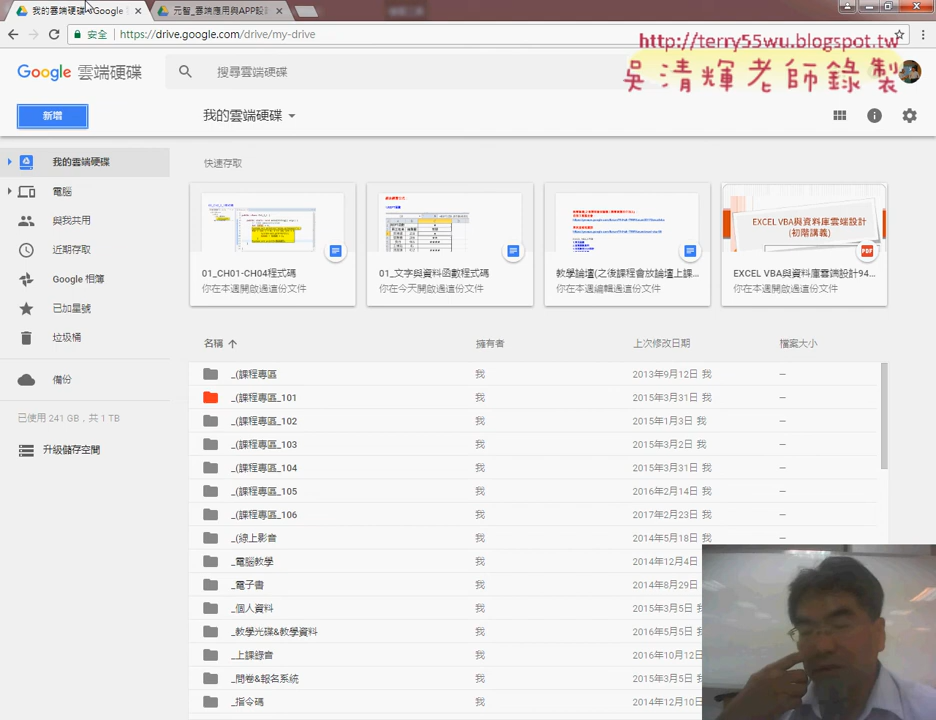 我的雲端硬碟 - Google
元智_雲端應用與APP設
安全 https://drive.google.com/drive/my-drive
http://terry55wu.blogspot.tw
吳清輝老師錄製
Google 雲端硬碟
搜尋雲端硬碟
新增
我的雲端硬碟
我的雲端硬碟
電腦
與我共用
近期存取
Google 相簿
已加星號
垃圾桶
備份
已使用 241 GB，共 1 TB
升級儲存空間
快速存取
01_CH01-CH04程式碼
你在本週開啟過這份文件
01_文字與資料函數程式碼
你在今天開啟過這份文件
教學論壇(之後課程會放論壇上課...
你在本週編輯過這份文件
EXCEL VBA與資料庫雲端設計
(初階講義)
EXCEL VBA與資料庫雲端設計94...
你在本週開啟過這份文件
名稱 擁有者 上次修改日期 檔案大小
_(課程專區 我 2013年9月12日 我 —
_(課程專區_101 我 2015年3月31日 我 —
_(課程專區_102 我 2015年1月3日 我 —
_(課程專區_103 我 2015年3月2日 我 —
_(課程專區_104 我 2015年3月31日 我 —
_(課程專區_105 我 2016年2月14日 我 —
_(課程專區_106 我 2017年2月23日 我 —
_(線上影音 我 2014年5月18日 我 —
_電腦教學 我 2014年12月4日
_電子書 我 2014年8月29日
_個人資料 我 2015年3月5日 我
_教學光碟&教學資料 我 2016年5月5日 我
_上課錄音 我 2016年10月12日
_問卷&報名系統 我 2015年3月5日 我
_指令碼 我 2014年12月10日